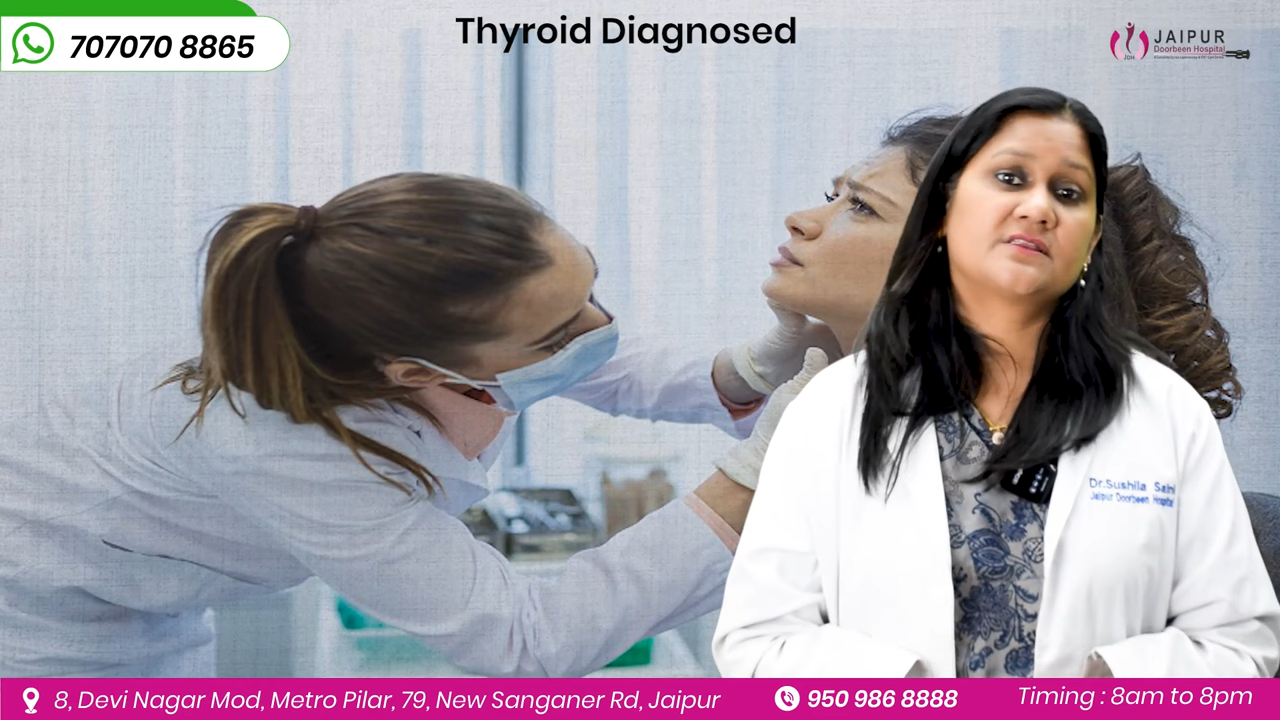 Thyroid Diagnosed
707070 8865
JAIPUR
Doorbeen Hospital
JDH
Dr.Sushila Saini
Jaipur Doorbeen Hospital
8, Devi Nagar Mod, Metro Pilar, 79, New Sanganer Rd, Jaipur
950 986 8888
Timing : 8am to 8pm